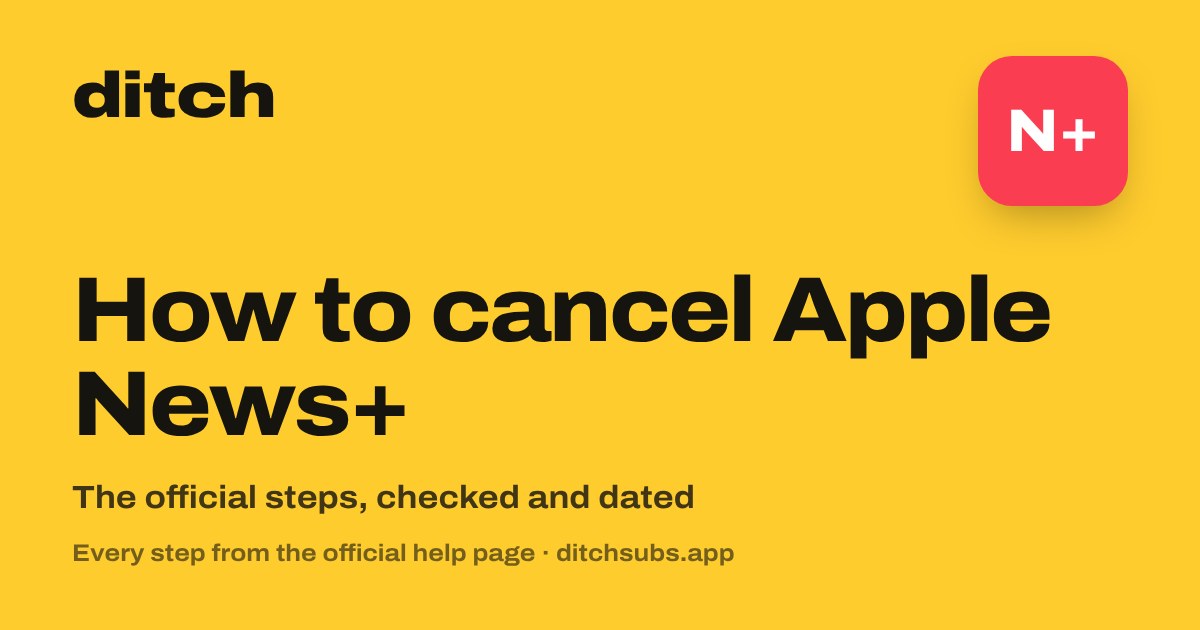 ditch
N+
How to cancel Apple
News+
The official steps, checked and dated
Every step from the official help page · ditchsubs.app